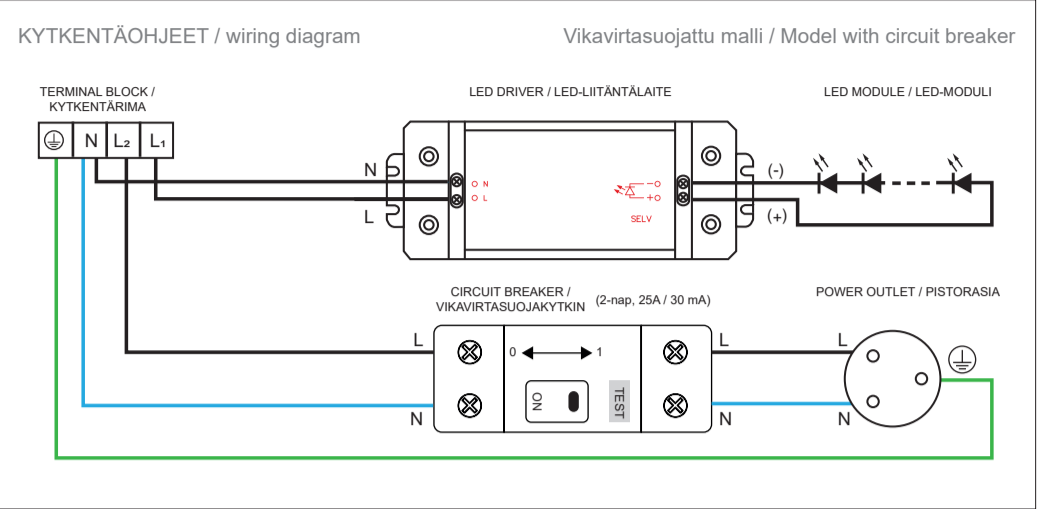 KYTKENTÄOHJEET / wiring diagram
Vikavirtasuojattu malli / Model with circuit breaker
TERMINAL BLOCK /
KYTKENTÄRIMA
LED DRIVER / LED-LIITÄNTÄLAITE
LED MODULE / LED-MODULI
N L₂ L₁
N
L
N
L
SELV
(-)
(+)
CIRCUIT BREAKER /
VIKAVIRTASUOJAKYTKIN
(2-nap, 25A / 30 mA)
POWER OUTLET / PISTORASIA
L
N
0 1
ON
TEST
L
N
L
N